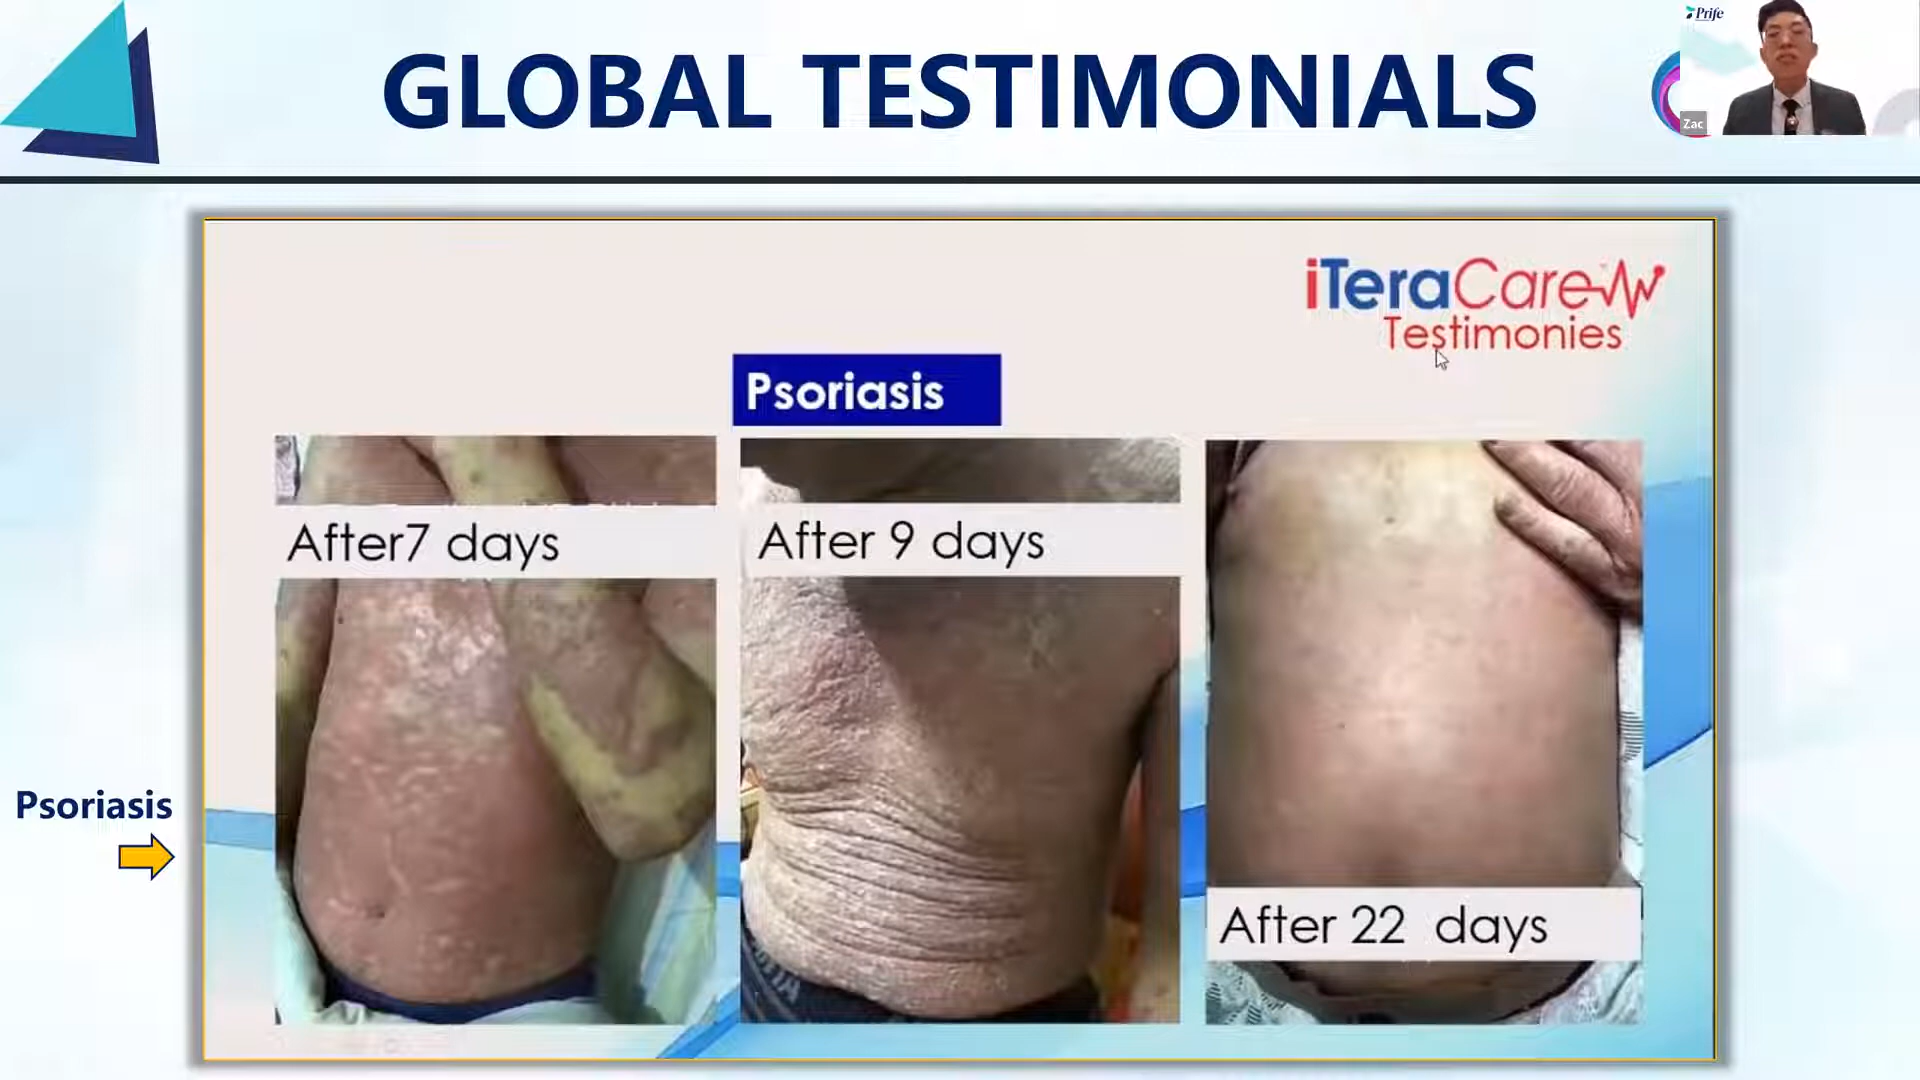 GLOBAL TESTIMONIALS
Prife
Zac
iTeraCare
Testimonies
Psoriasis
After7 days
After 9 days
After 22 days
Psoriasis